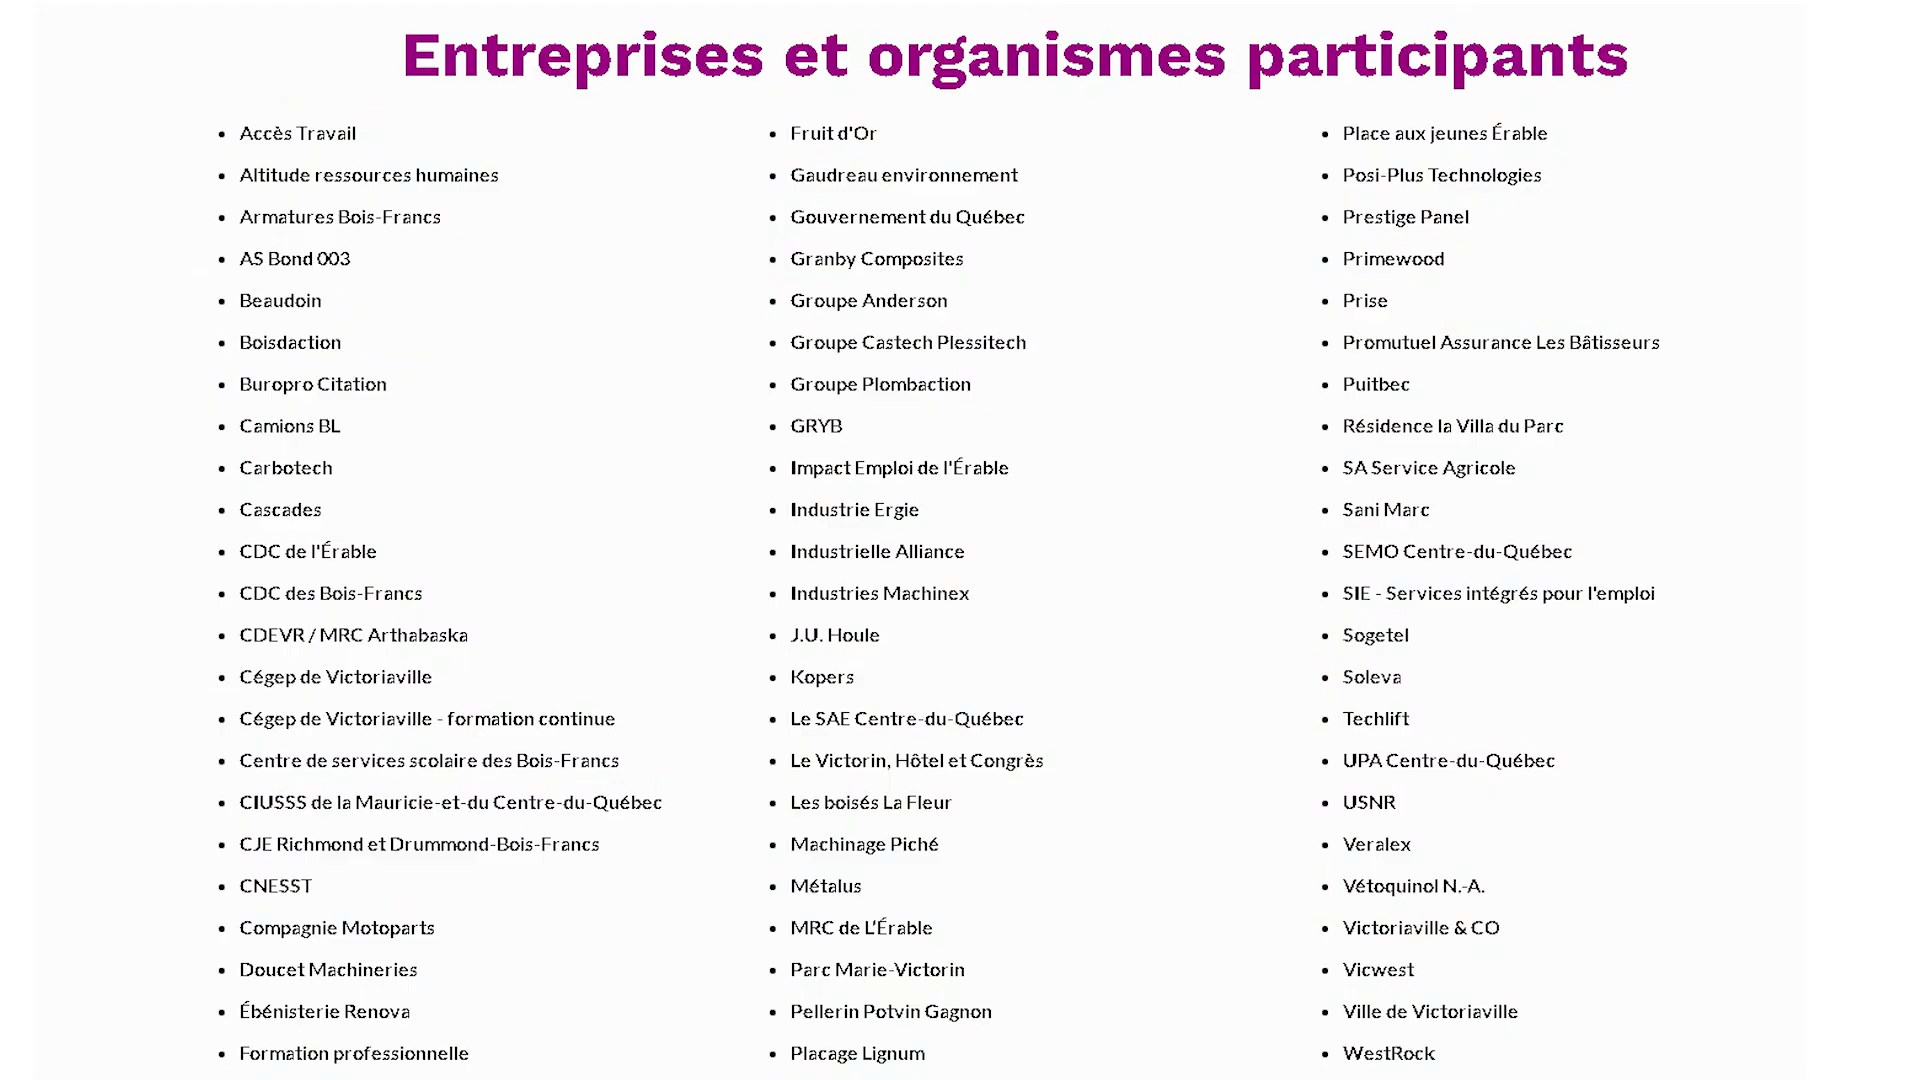 Entreprises et organismes participants
• Accès Travail
• Altitude ressources humaines
• Armatures Bois-Francs
• AS Bond 003
• Beaudoin
• Boisdaction
• Buropro Citation
• Camions BL
• Carbotech
• Cascades
• CDC de l'Érable
• CDC des Bois-Francs
• CDEVR / MRC Arthabaska
• Cégep de Victoriaville
• Cégep de Victoriaville - formation continue
• Centre de services scolaire des Bois-Francs
• CIUSSS de la Mauricie-et-du Centre-du-Québec
• CJE Richmond et Drummond-Bois-Francs
• CNESST
• Compagnie Motoparts
• Doucet Machineries
• Ébénisterie Renova
• Formation professionnelle
• Fruit d'Or
• Gaudreau environnement
• Gouvernement du Québec
• Granby Composites
• Groupe Anderson
• Groupe Castech Plessitech
• Groupe Plombaction
• GRYB
• Impact Emploi de l'Érable
• Industrie Ergie
• Industrielle Alliance
• Industries Machinex
• J.U. Houle
• Kopers
• Le SAE Centre-du-Québec
• Le Victorin, Hôtel et Congrès
• Les boisés La Fleur
• Machinage Piché
• Métalus
• MRC de L'Érable
• Parc Marie-Victorin
• Pellerin Potvin Gagnon
• Placage Lignum
• Place aux jeunes Érable
• Posi-Plus Technologies
• Prestige Panel
• Primewood
• Prise
• Promutuel Assurance Les Bâtisseurs
• Puitbec
• Résidence la Villa du Parc
• SA Service Agricole
• Sani Marc
• SEMO Centre-du-Québec
• SIE - Services intégrés pour l'emploi
• Sogetel
• Soleva
• Techlift
• UPA Centre-du-Québec
• USNR
• Veralex
• Vétoquinol N.-A.
• Victoriaville & CO
• Vicwest
• Ville de Victoriaville
• WestRock